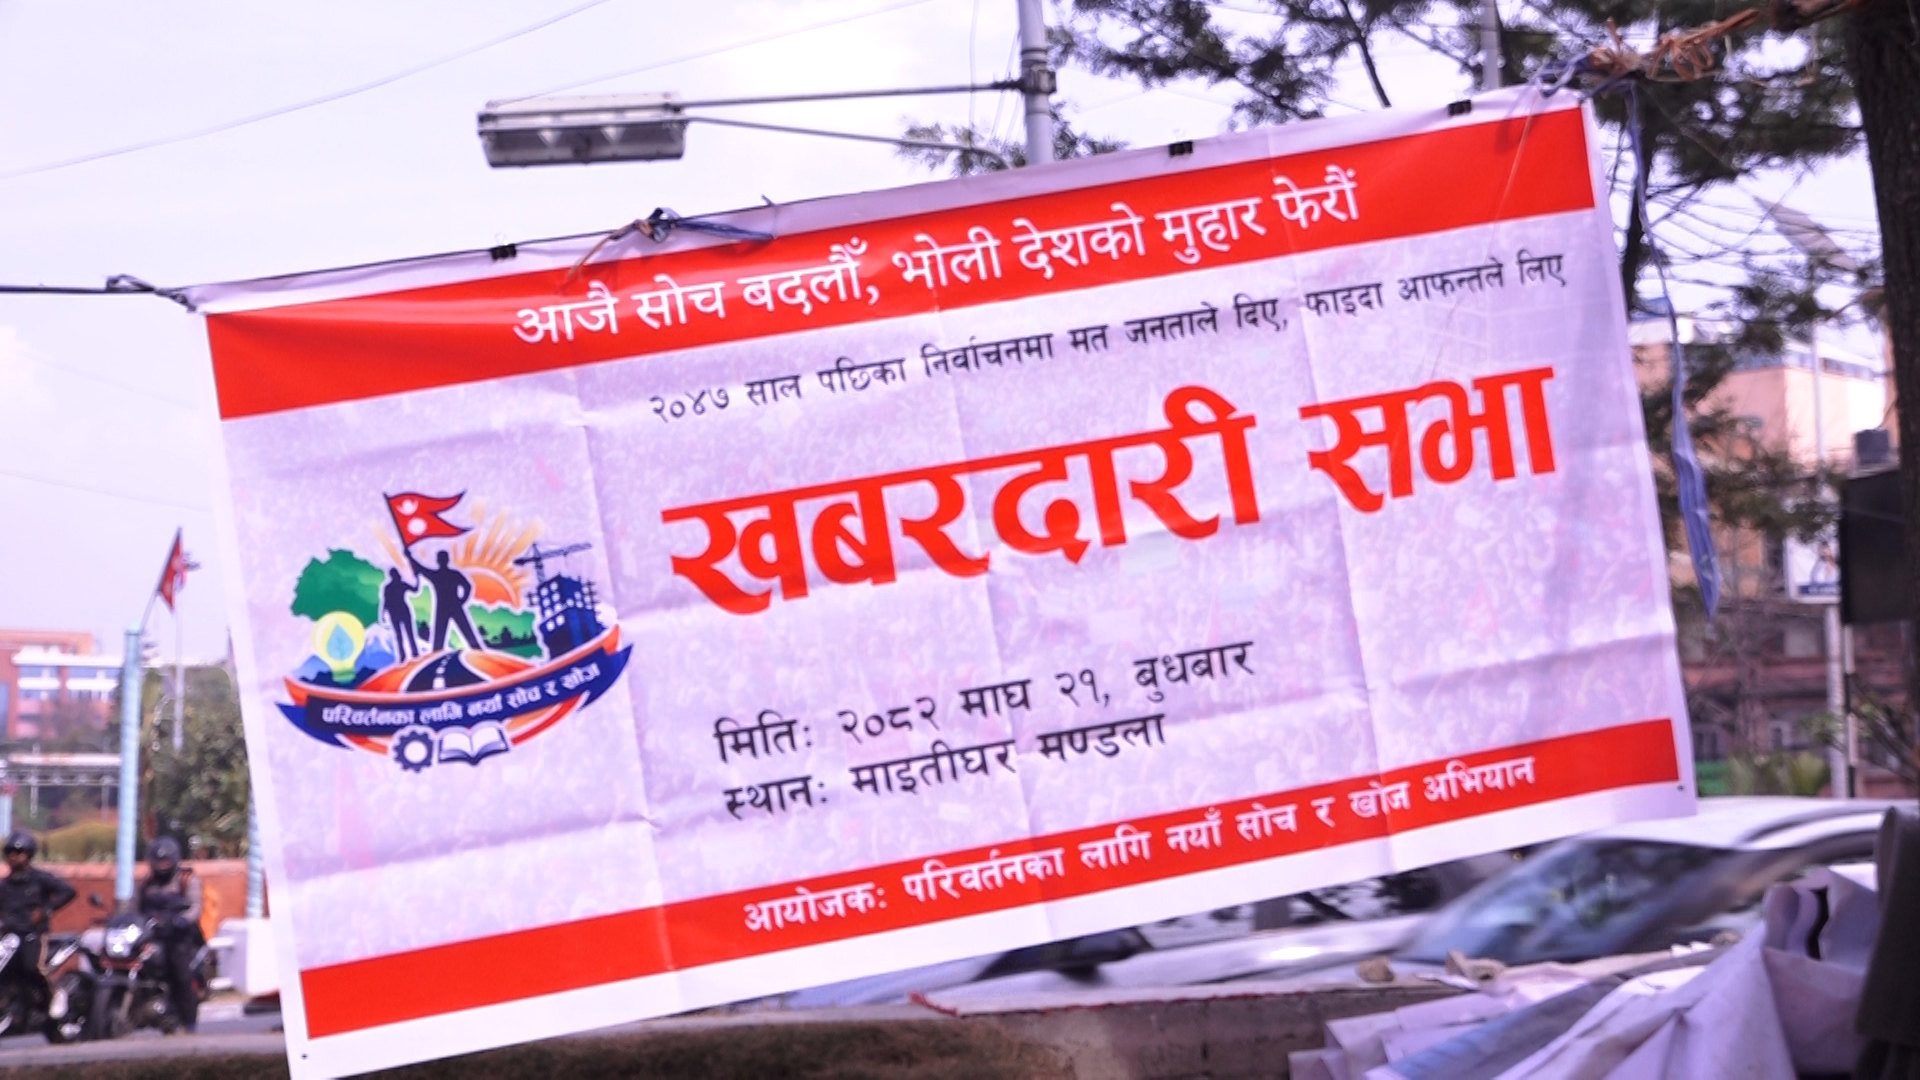 आजै सोच बदलौँ, भोली देशको मुहार फेरौं
२०४७ साल पछिका निर्वाचनमा मत जनताले दिए, फाइदा आफन्तले लिए
खबरदारी सभा
परिवर्तनका लागि नयाँ सोच र खोज
मितिः २०८२ माघ २१, बुधबार
स्थानः माइतीघर मण्डला
आयोजकः परिवर्तनका लागि नयाँ सोच र खोज अभियान